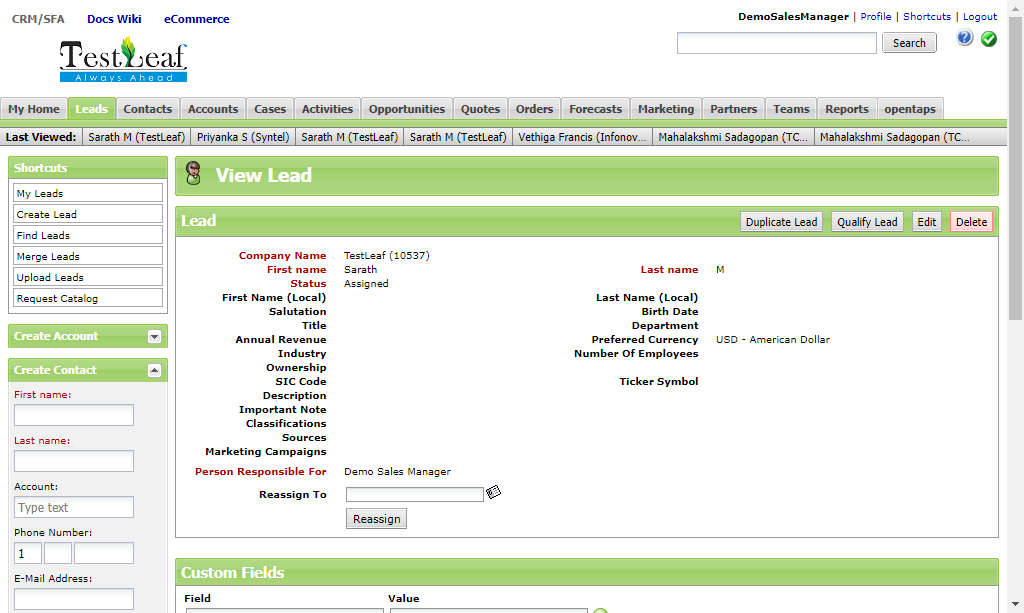 CRM/SFA Docs Wiki eCommerce
DemoSalesManager | Profile | Shortcuts | Logout
TestLeaf
Always Ahead
Search
My Home Leads Contacts Accounts Cases Activities Opportunities Quotes Orders Forecasts Marketing Partners Teams Reports opentaps
Last Viewed: Sarath M (TestLeaf) Priyanka S (Syntel) Sarath M (TestLeaf) Sarath M (TestLeaf) Vethiga Francis (Infonov... Mahalakshmi Sadagopan (TC... Mahalakshmi Sadagopan (TC...
Shortcuts
My Leads
Create Lead
Find Leads
Merge Leads
Upload Leads
Request Catalog
Create Account
Create Contact
First name:
Last name:
Account:
Type text
Phone Number:
1
E-Mail Address:
View Lead
Lead
Duplicate Lead Qualify Lead Edit Delete
Company Name TestLeaf (10537)
First name Sarath Last name M
Status Assigned
First Name (Local) Last Name (Local)
Salutation Birth Date
Title Department
Annual Revenue Preferred Currency USD - American Dollar
Industry Number Of Employees
Ownership
SIC Code Ticker Symbol
Description
Important Note
Classifications
Sources
Marketing Campaigns
Person Responsible For Demo Sales Manager
Reassign To
Reassign
Custom Fields
Field Value